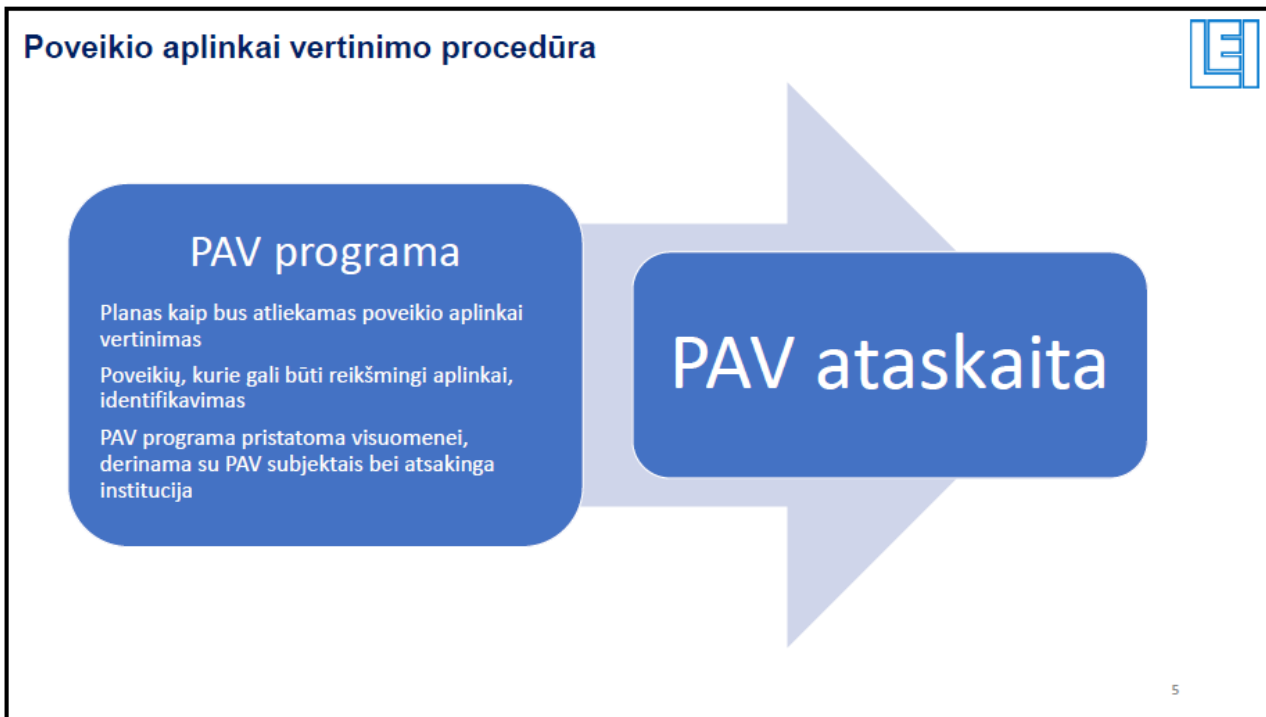 Poveikio aplinkai vertinimo procedūra
LEI
PAV programa
Planas kaip bus atliekamas poveikio aplinkai
vertinimas
Poveikių, kurie gali būti reikšmingi aplinkai,
identifikavimas
PAV programa pristatoma visuomenei,
derinama su PAV subjektais bei atsakinga
institucija
PAV ataskaita
5